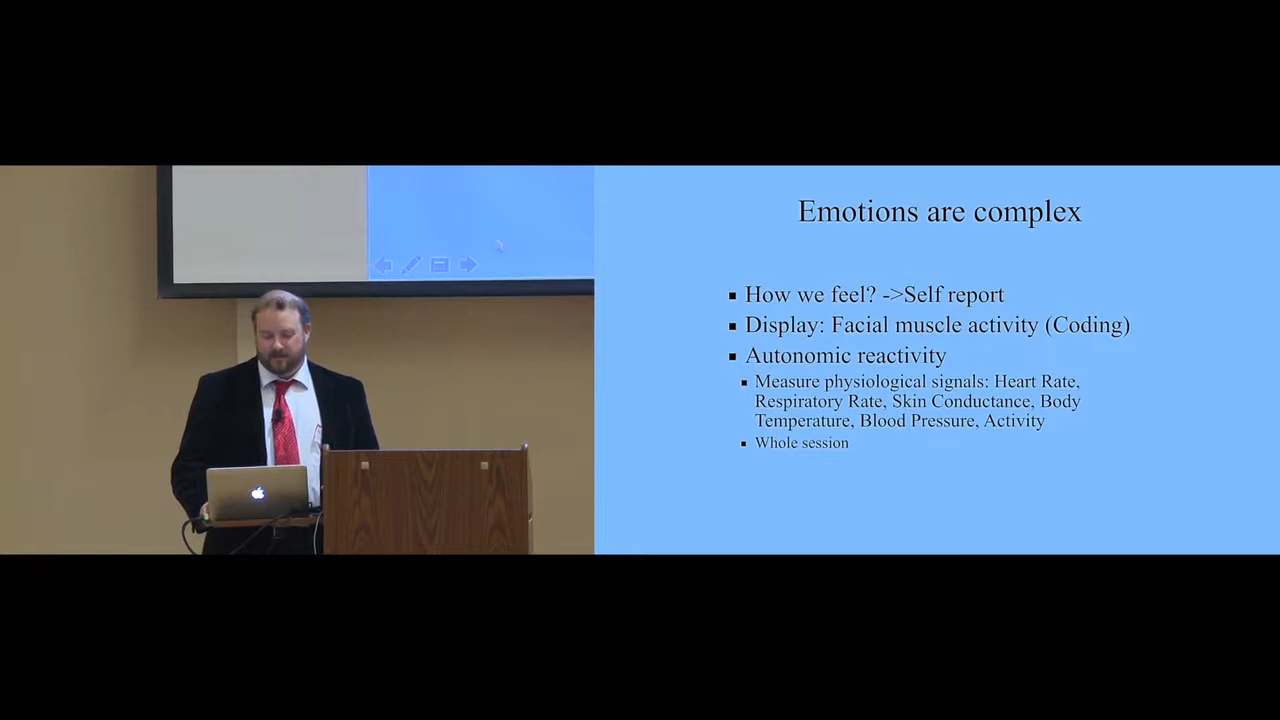 Emotions are complex
How we feel? ->Self report
Display: Facial muscle activity (Coding)
Autonomic reactivity
Measure physiological signals: Heart Rate,
Respiratory Rate, Skin Conductance, Body
Temperature, Blood Pressure, Activity
Whole session